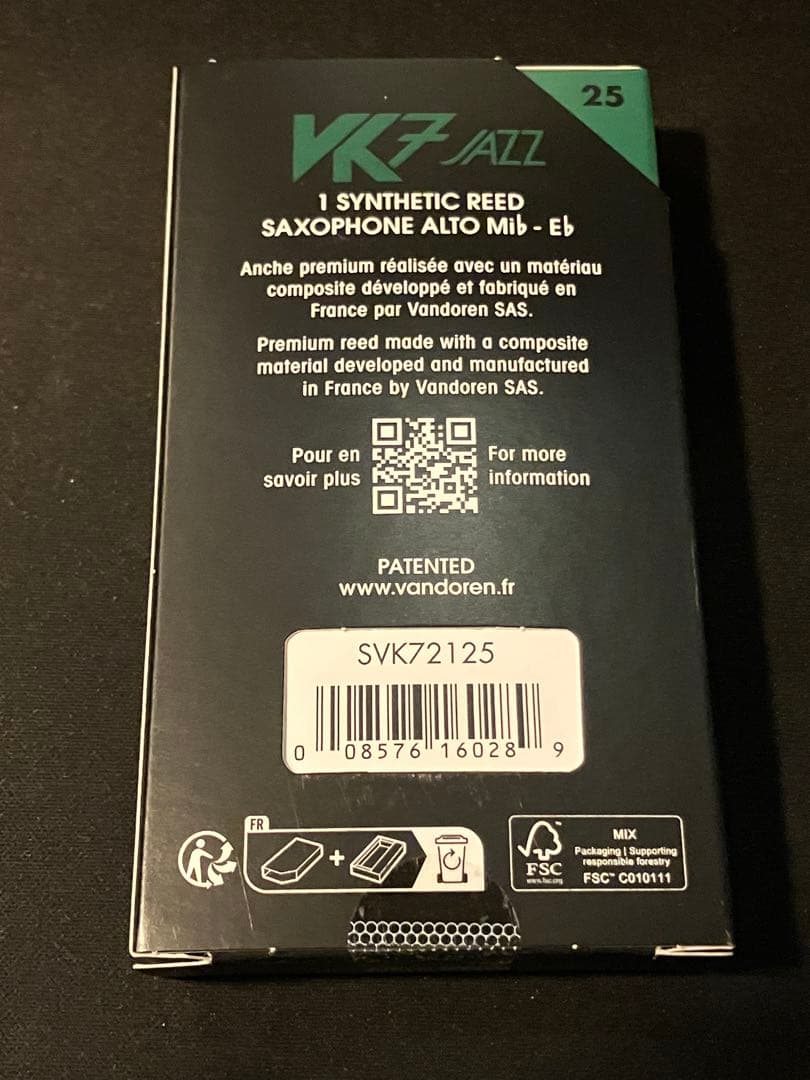 25
VK7 JAZZ
1 SYNTHETIC REED
SAXOPHONE ALTO Mib - Eb
Anche premium réalisée avec un matériau
composite développé et fabriqué en
France par Vandoren SAS.
Premium reed made with a composite
material developed and manufactured
in France by Vandoren SAS.
Pour en
savoir plus
For more
information
PATENTED
www.vandoren.fr
SVK72125
0 08576 16028 9
FR
FSC
www.fsc.org
MIX
Packaging | Supporting
responsible forestry
FSC™ C010111